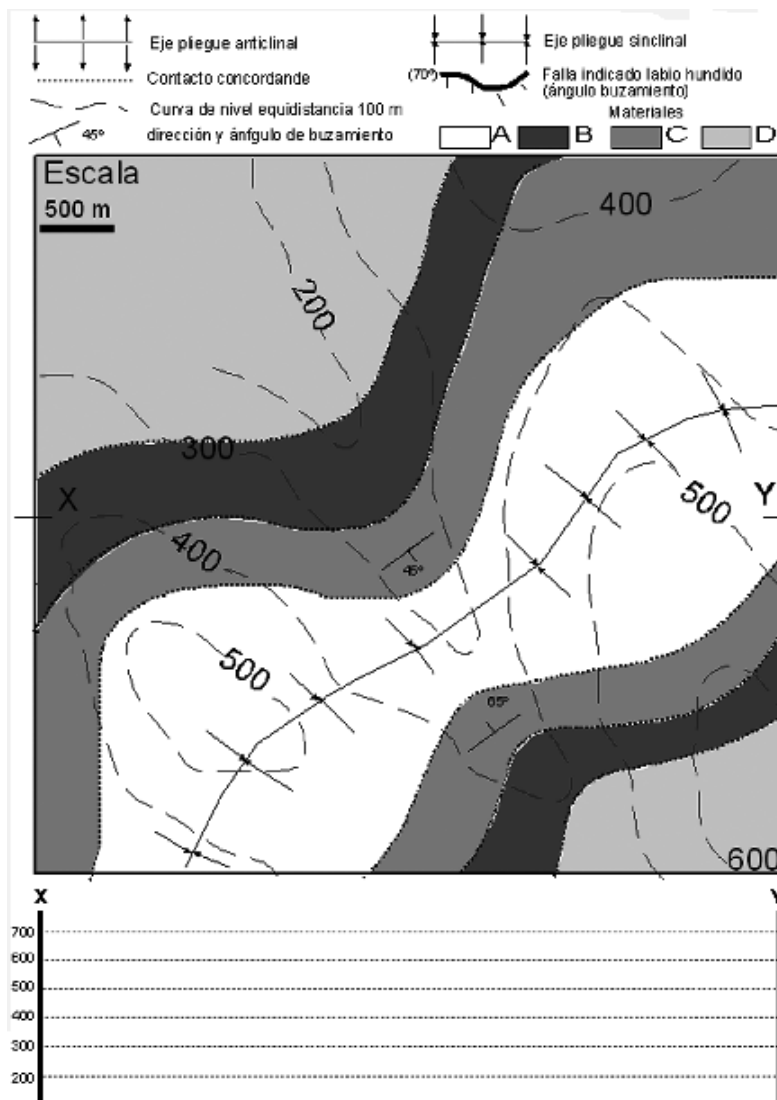 Eje pliegue anticlinal
Eje pliegue sinclinal
Contacto concordande
(70º)
Falla indicado labio hundido
(ángulo buzamiento)
Curva de nivel equidistancia 100 m
Materiales
45º
dirección y ánfgulo de buzamiento
A
B
C
D
Escala
500 m
400
200
300
X
500
Y
400
45º
500
65º
600
X
Y
700
600
500
400
300
200